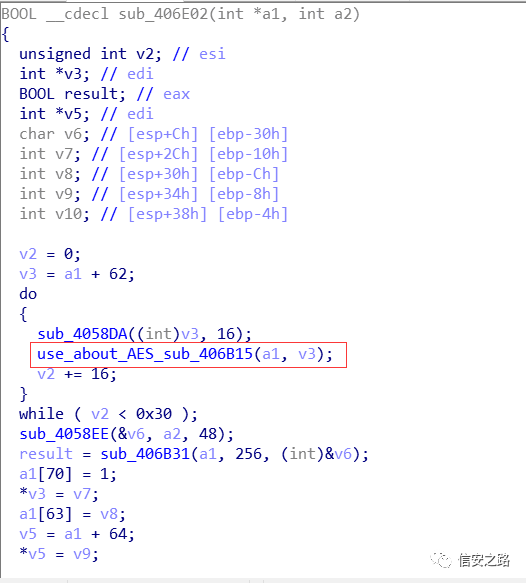 BOOL __cdecl sub_406E02(int *a1, int a2)
{
unsigned int v2; // esi
int *v3; // edi
BOOL result; // eax
int *v5; // edi
char v6; // [esp+Ch] [ebp-30h]
int v7; // [esp+2Ch] [ebp-10h]
int v8; // [esp+30h] [ebp-Ch]
int v9; // [esp+34h] [ebp-8h]
int v10; // [esp+38h] [ebp-4h]
v2 = 0;
v3 = a1 + 62;
do
{
sub_4058DA((int)v3, 16);
use_about_AES_sub_406B15(a1, v3);
v2 += 16;
}
while ( v2 < 0x30 );
sub_4058EE(&v6, a2, 48);
result = sub_406B31(a1, 256, (int)&v6);
a1[70] = 1;
*v3 = v7;
a1[63] = v8;
v5 = a1 + 64;
*v5 = v9;
信安之路